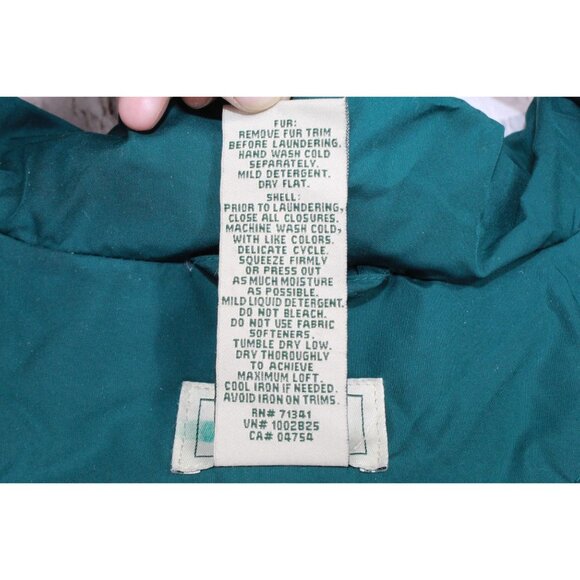 FUR:
REMOVE FUR TRIM
BEFORE LAUNDERING.
HAND WASH COLD
SEPARATELY.
MILD DETERGENT.
DRY FLAT.
SHELL:
PRIOR TO LAUNDERING,
CLOSE ALL CLOSURES.
MACHINE WASH COLD,
WITH LIKE COLORS.
DELICATE CYCLE.
SQUEEZE FIRMLY
OR PRESS OUT
AS MUCH MOISTURE
AS POSSIBLE.
MILD LIQUID DETERGENT.
DO NOT BLEACH.
DO NOT USE FABRIC
SOFTENERS.
TUMBLE DRY LOW.
DRY THOROUGHLY
TO ACHIEVE
MAXIMUM LOFT.
COOL IRON IF NEEDED.
AVOID IRON ON TRIMS.
RN# 71341
VN# 1002825
CA# 04754